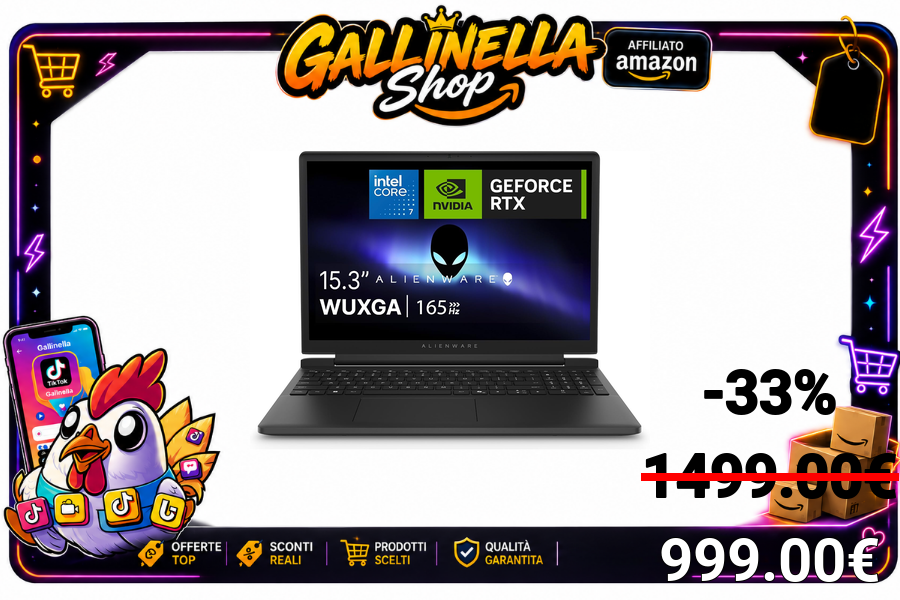 GALLINELLA
Shop
AFFILIATO
amazon
Gallinella
TikTok
Gallinella
intel
CORE
7
NVIDIA
GEFORCE
RTX
15.3”
ALIENWARE
WUXGA | 165 Hz
ALIENWARE
-33%
1499.00€
999.00€
OFFERTE
TOP
SCONTI
REALI
PRODOTTI
SCELTI
QUALITÀ
GARANTITA